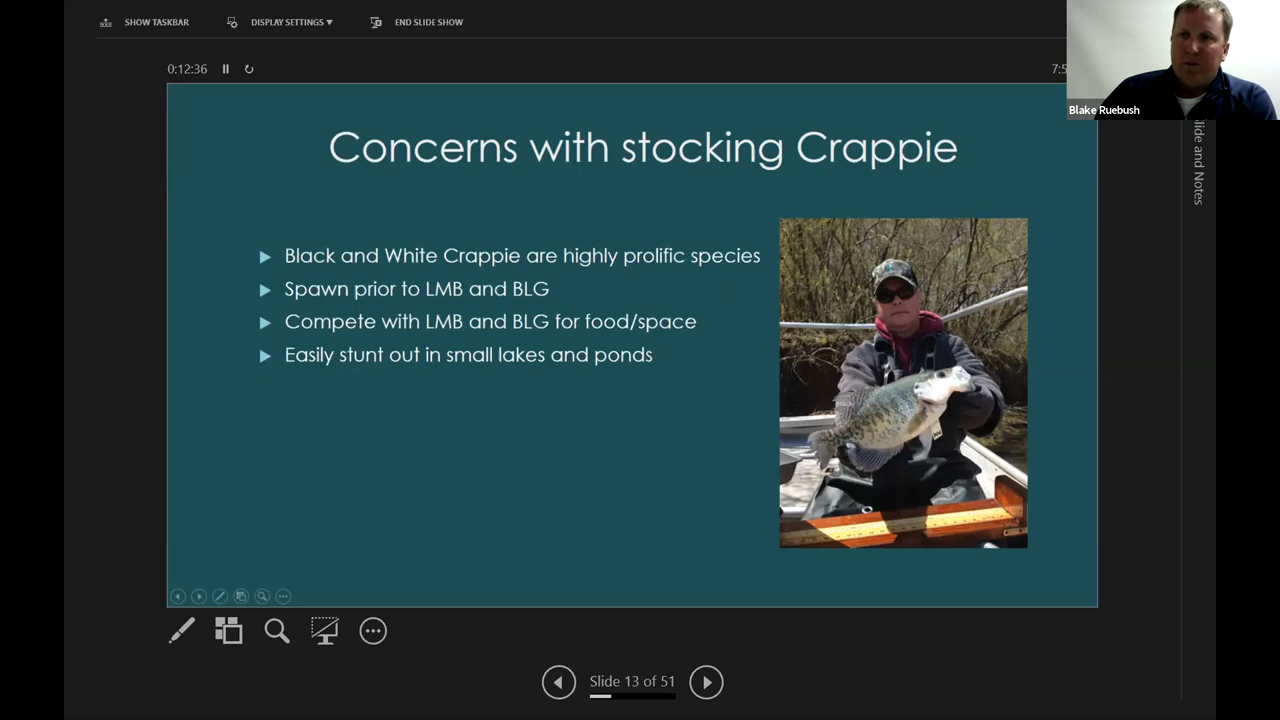 SHOW TASKBAR
DISPLAY SETTINGS ▼
END SLIDE SHOW
0:12:36
Blake Ruebush
Concerns with stocking Crappie
Black and White Crappie are highly prolific species
Spawn prior to LMB and BLG
Compete with LMB and BLG for food/space
Easily stunt out in small lakes and ponds
Slide 13 of 51
and Notes